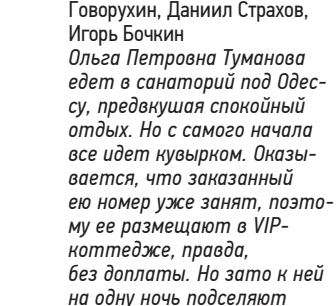 Говорухин, Даниил Страхов,
Игорь Бочкин
Ольга Петровна Туманова
едет в санаторий под Одес-
су, предвкушая спокойный
отдых. Но с самого начала
все идет кувырком. Оказы-
вается, что заказанный
ею номер уже занят, поэто-
му ее размещают в VIP-
коттедже, правда,
без доплаты. Но зато к ней
на одну ночь подселяют